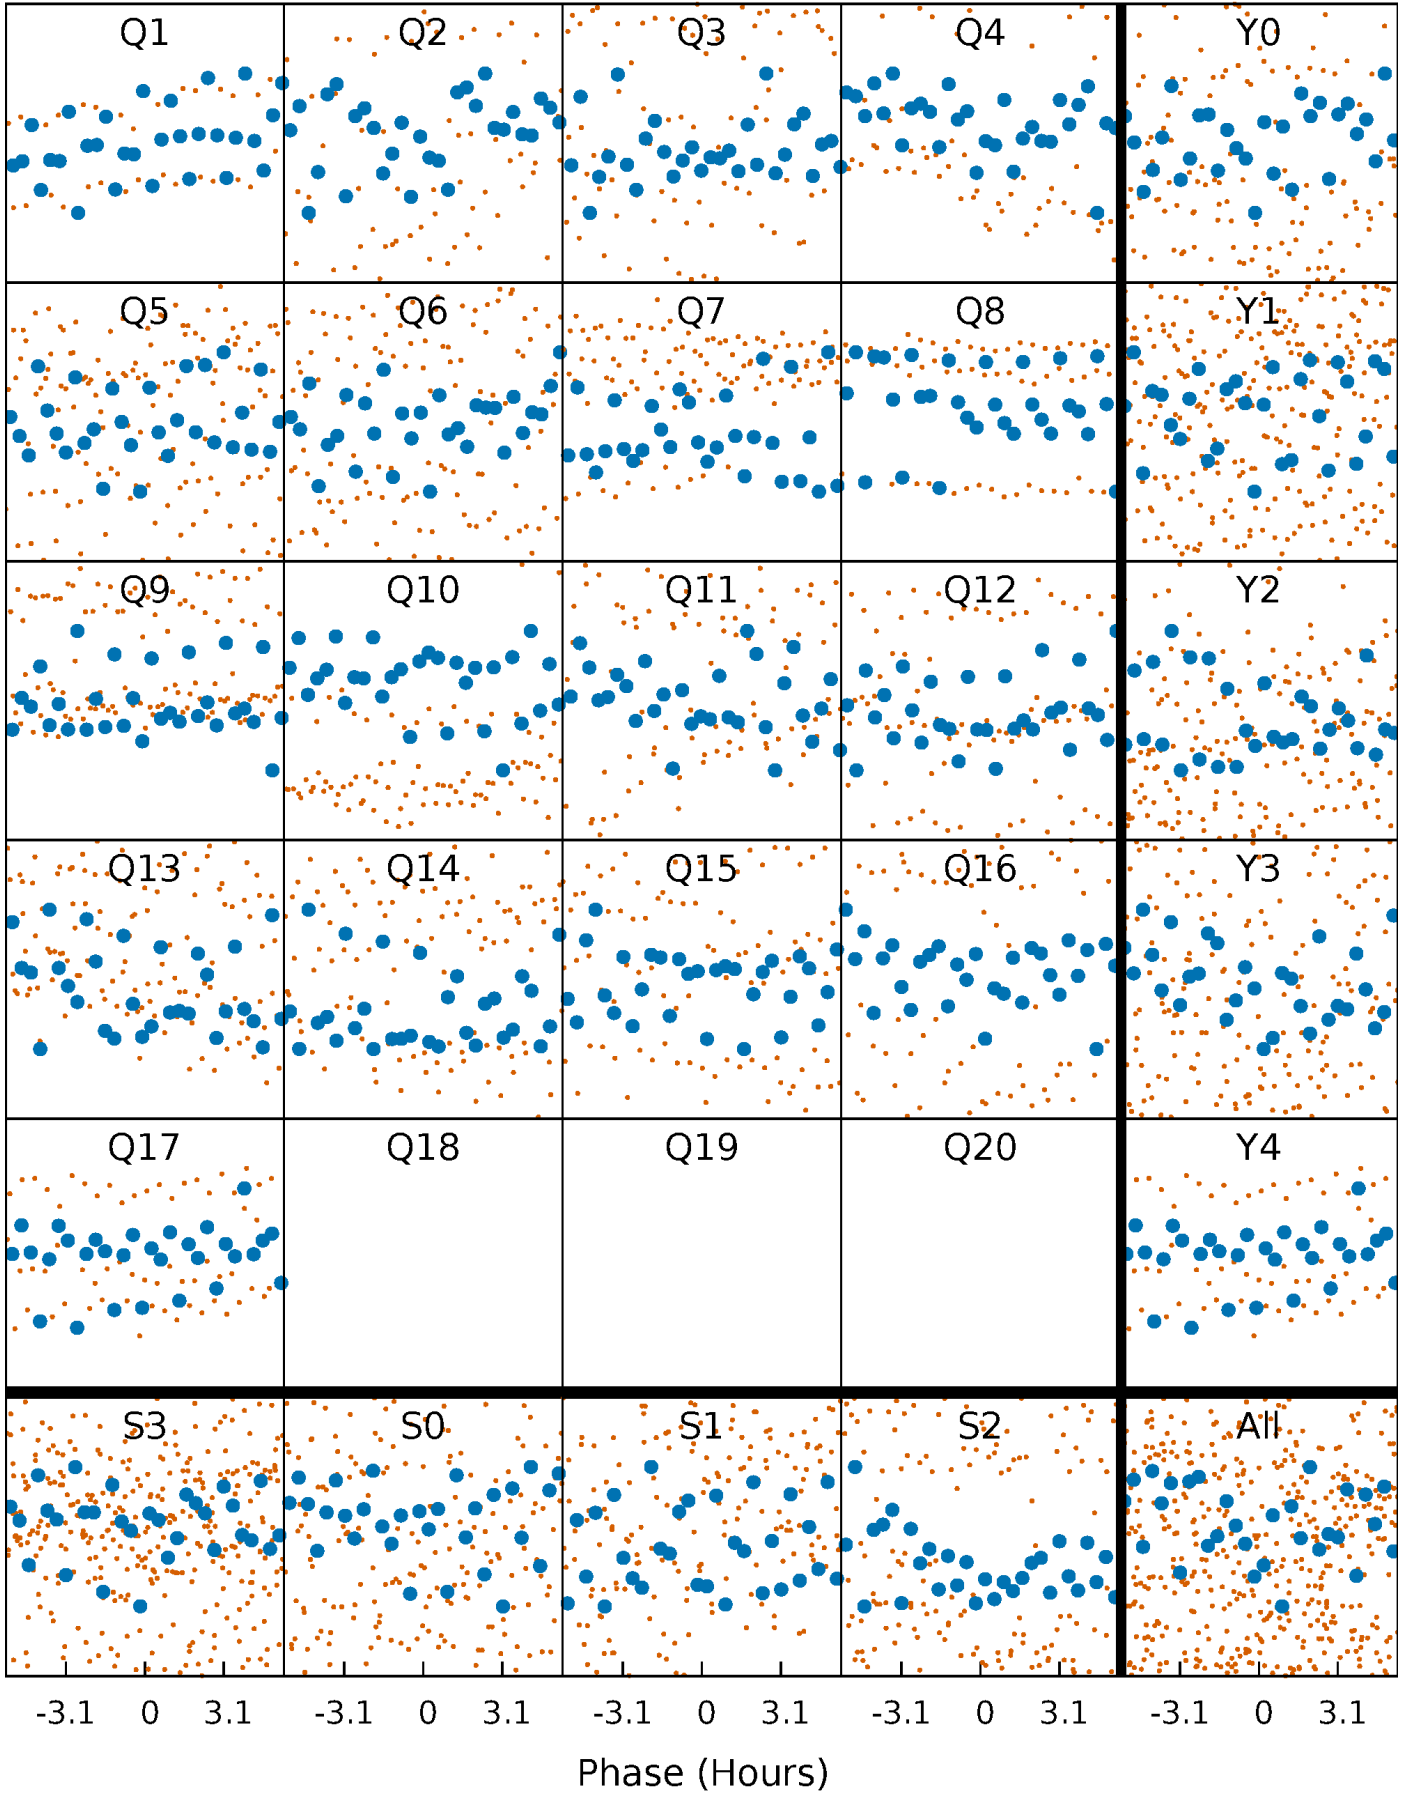 Q1 Q2 Q3 Q4 Y0
Q5 Q6 Q7 Q8 Y1
Q9 Q10 Q11 Q12 Y2
Q13 Q14 Q15 Q16 Y3
Q17 Q18 Q19 Q20 Y4
S3 S0 S1 S2 All
-3.1 0 3.1 -3.1 0 3.1 -3.1 0 3.1 -3.1 0 3.1 -3.1 0 3.1
Phase (Hours)